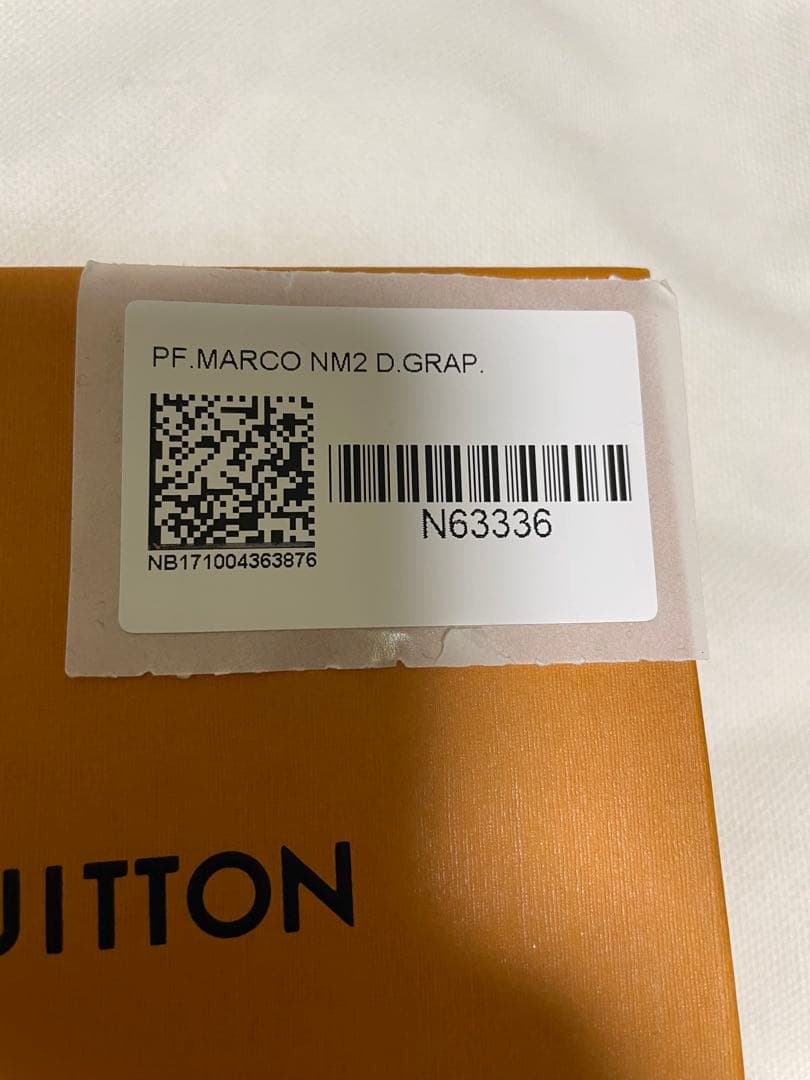 PF.MARCO NM2 D.GRAP.
N63336
NB171004363876
UITTON